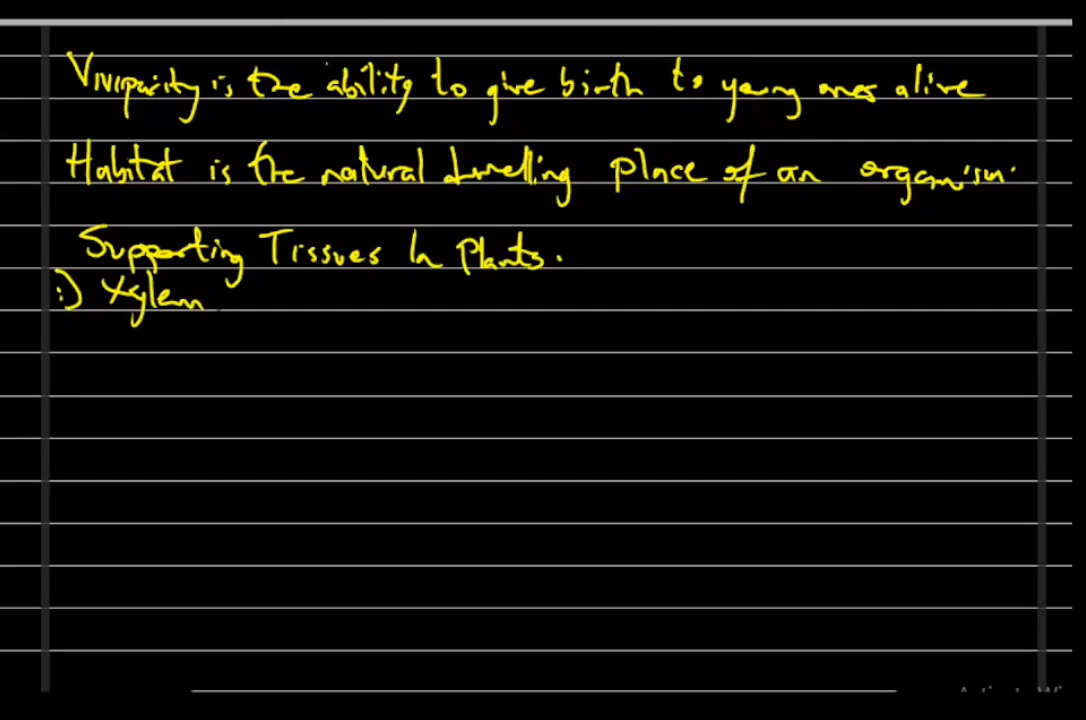 Viviparity is the ability to give birth to young ones alive
Habitat is the natural dwelling place of an organism.
Supporting Tissues In Plants.
i) Xylem